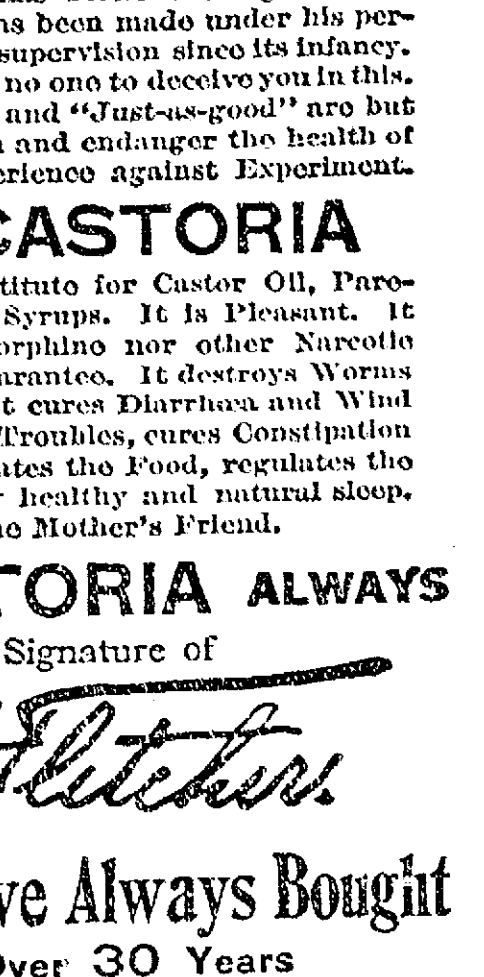 as been made under his per-
supervision since its infancy.
no one to deceive you in this.
and "Just-as-good" are but
and endanger the health of
erience against Experiment.
CASTORIA
titute for Castor Oil, Pare-
Syrups. It is Pleasant. It
orphine nor other Narcotic
arantee. It destroys Worms
t cures Diarrhœa and Wind
Troubles, cures Constipation
ates the Food, regulates the
healthy and natural sleep.
he Mother's Friend.
TORIA ALWAYS
Signature of
Fletcher.
ve Always Bought
Over 30 Years